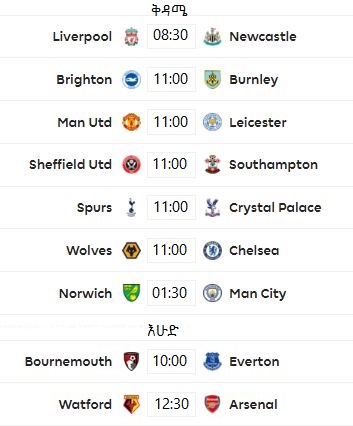 ቅዳሜ
Liverpool 08:30 Newcastle
Brighton 11:00 Burnley
Man Utd 11:00 Leicester
Sheffield Utd 11:00 Southampton
Spurs 11:00 Crystal Palace
Wolves 11:00 Chelsea
Norwich 01:30 Man City
እሁድ
Bournemouth 10:00 Everton
Watford 12:30 Arsenal